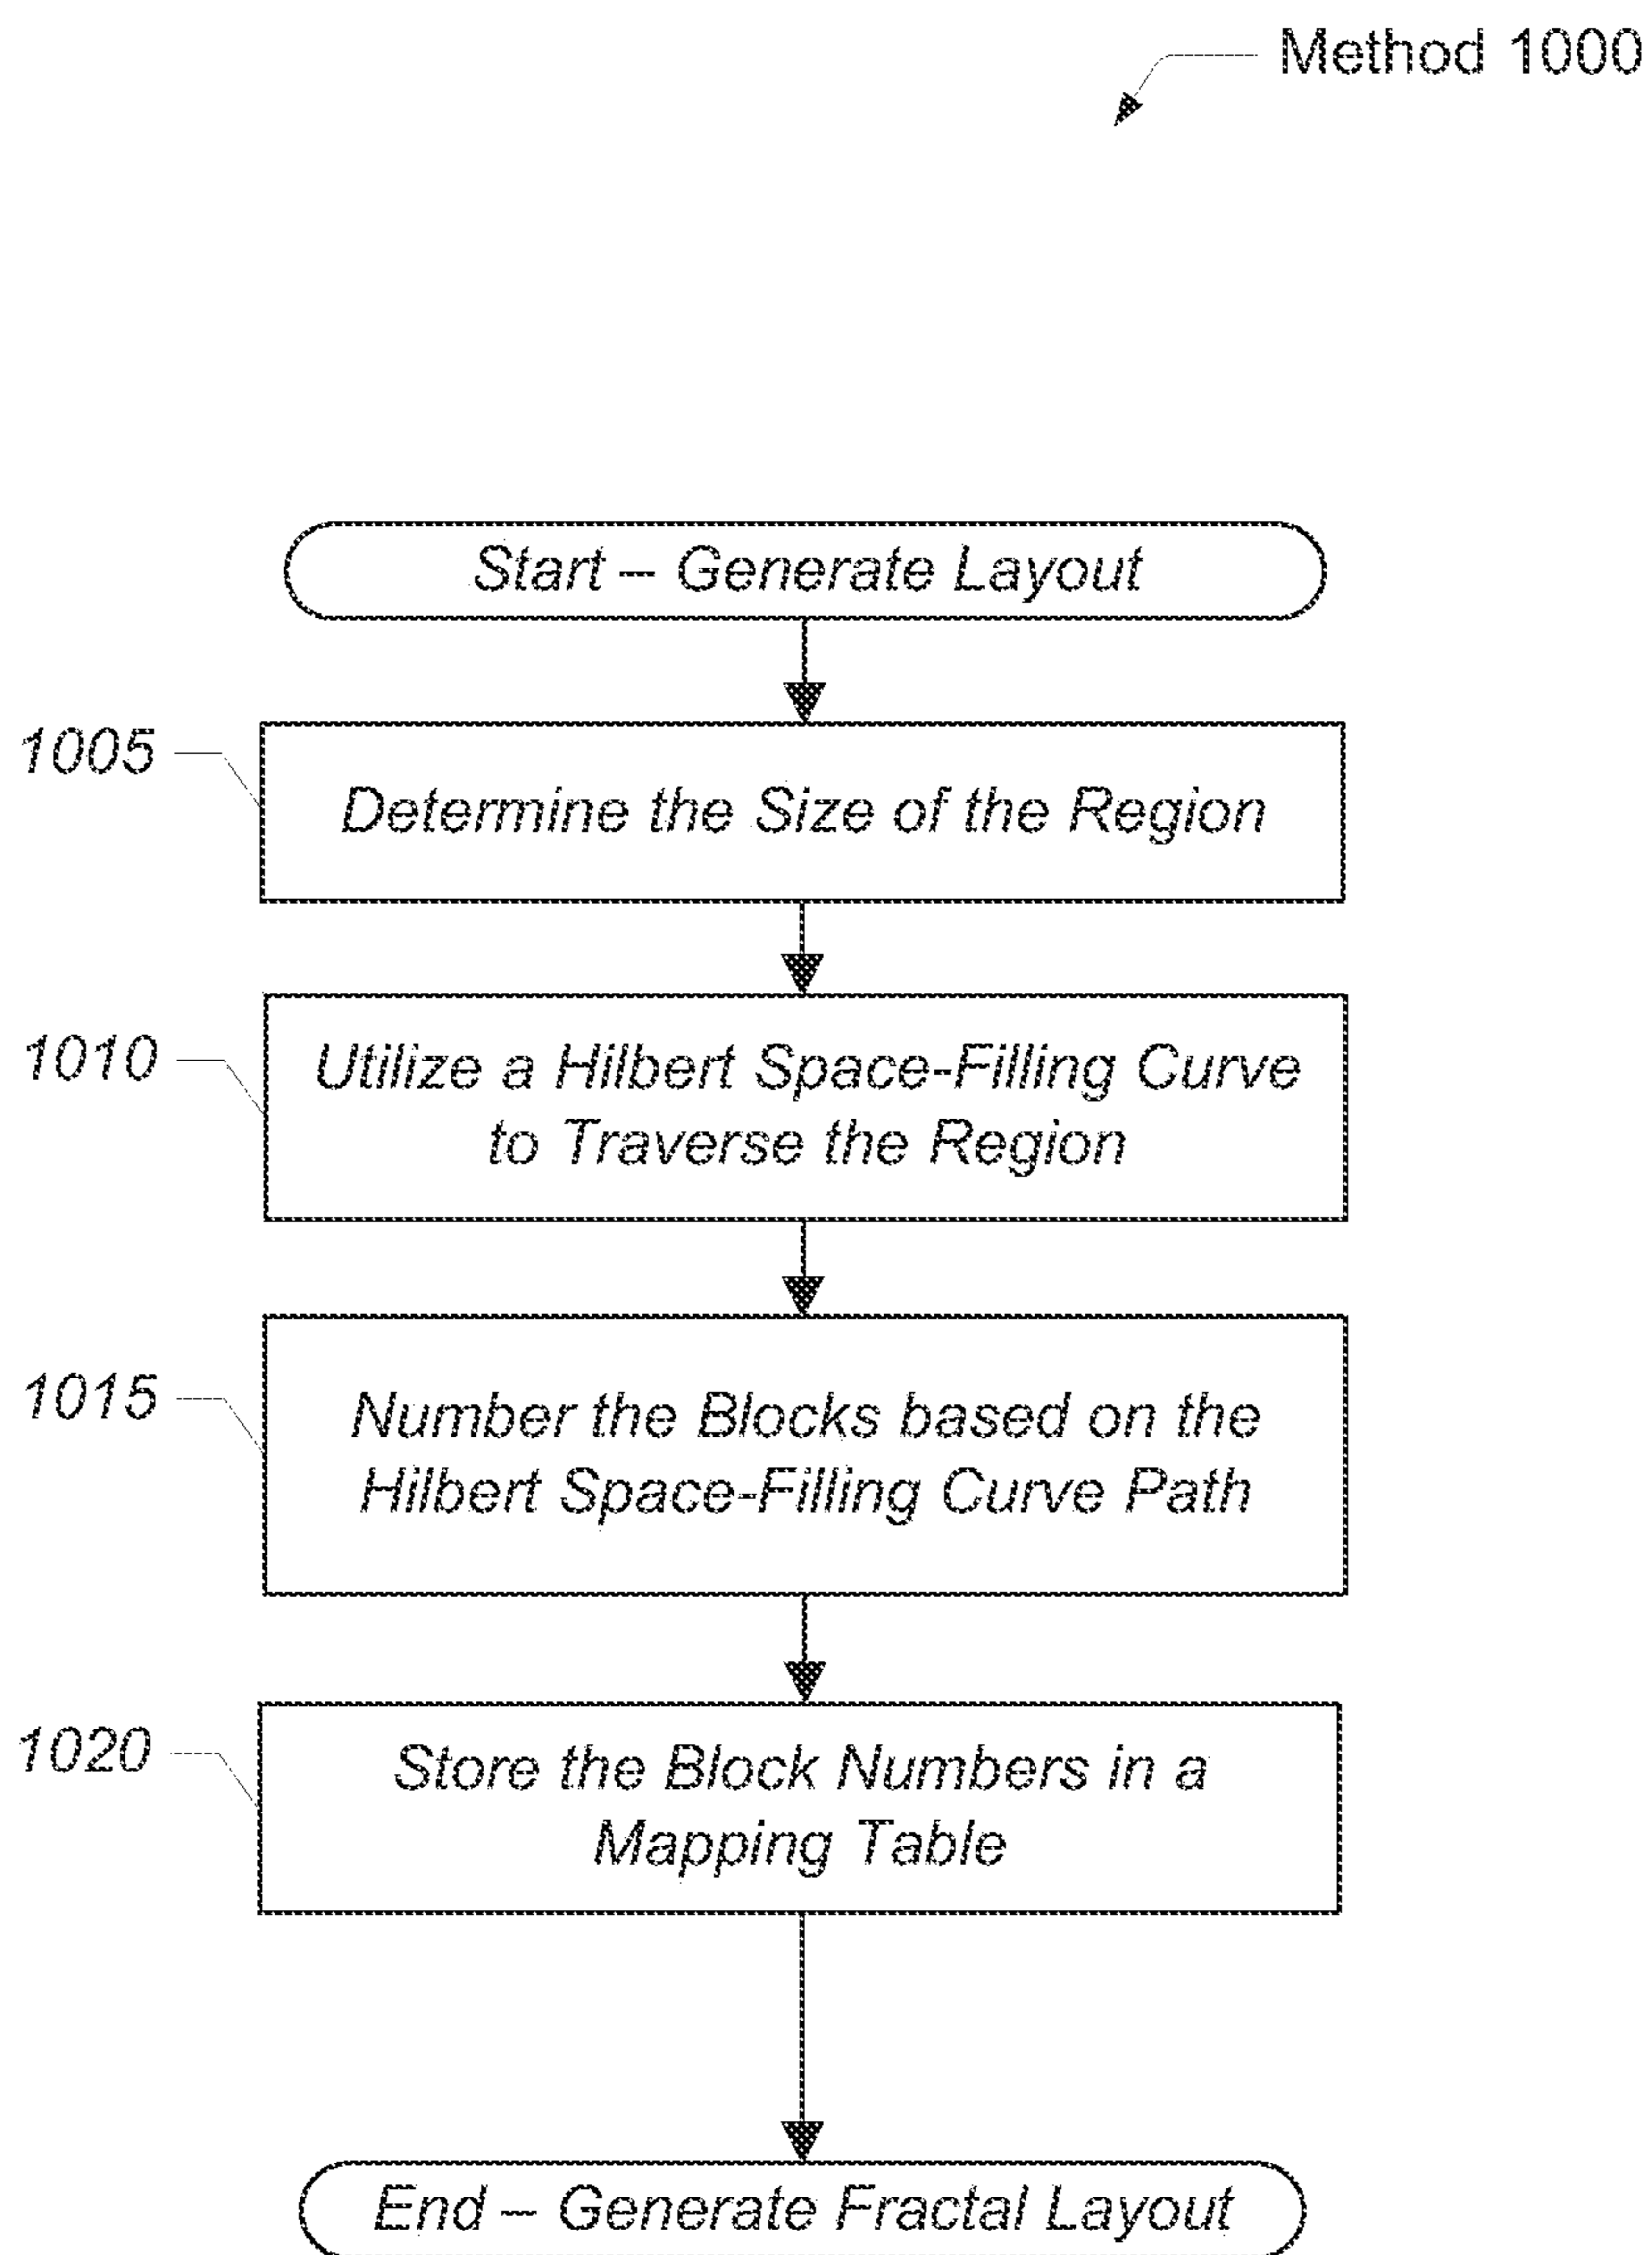 Method 1000
Start – Generate Layout
1005
Determine the Size of the Region
1010
Utilize a Hilbert Space-Filling Curve
to Traverse the Region
1015
Number the Blocks based on the
Hilbert Space-Filling Curve Path
1020
Store the Block Numbers in a
Mapping Table
End – Generate Fractal Layout